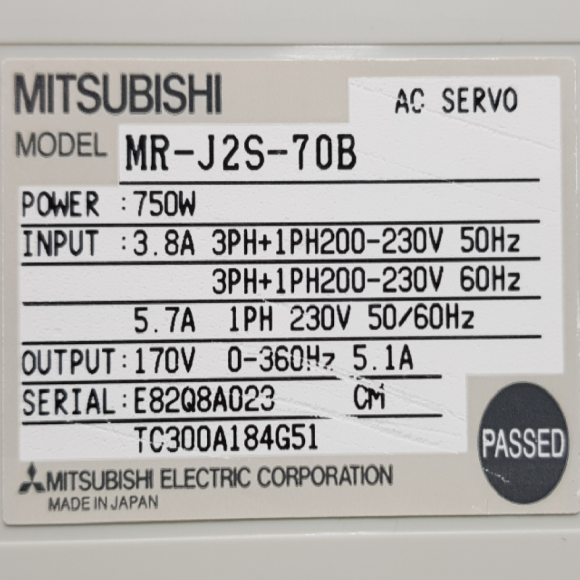 MITSUBISHI
AC SERVO
MODEL MR-J2S-70B
POWER : 750W
INPUT : 3.8A 3PH+1PH200-230V 50Hz
3PH+1PH200-230V 60Hz
5.7A 1PH 230V 50/60Hz
OUTPUT: 170V 0-360Hz 5.1A
SERIAL: E82Q8A023 CM
TC300A184G51
PASSED
MITSUBISHI ELECTRIC CORPORATION
MADE IN JAPAN